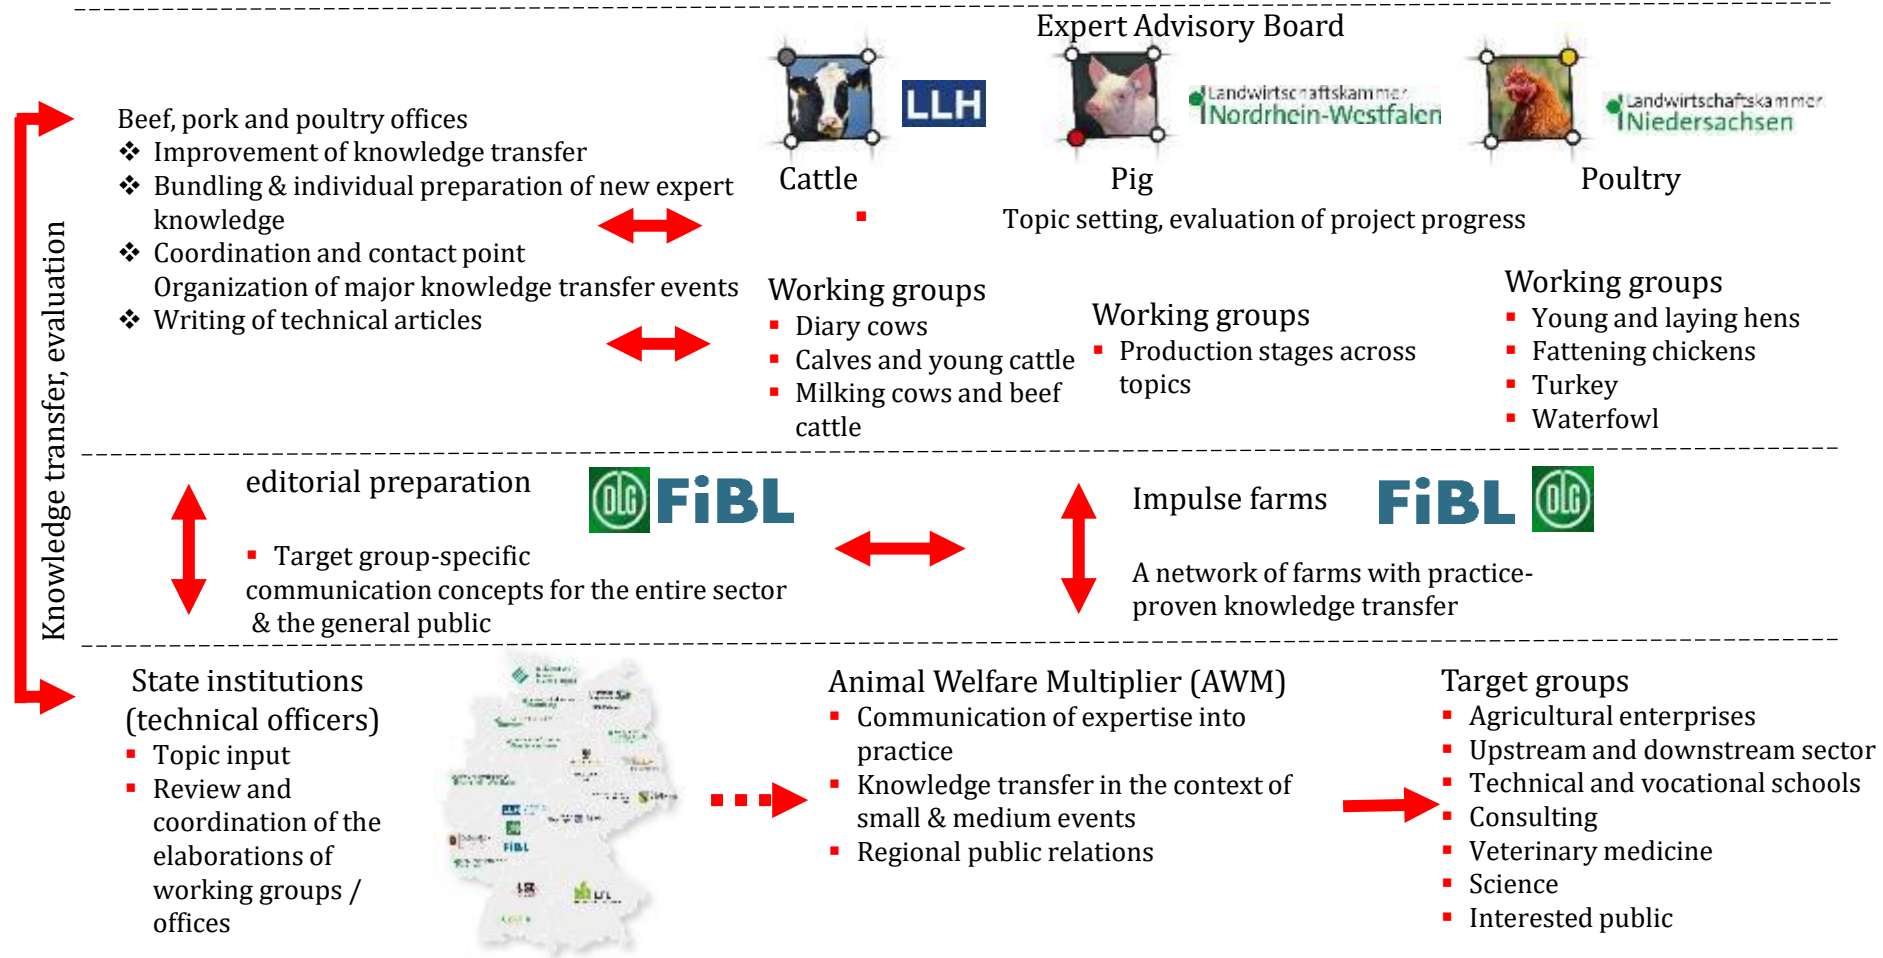 Expert Advisory Board
LLH
Landwirtschaftskammer
Nordrhein-Westfalen
Landwirtschaftskammer
Niedersachsen
Cattle
Pig
Poultry
Topic setting, evaluation of project progress
Beef, pork and poultry offices
Improvement of knowledge transfer
Bundling & individual preparation of new expert
knowledge
Coordination and contact point
Organization of major knowledge transfer events
Writing of technical articles
Knowledge transfer, evaluation
Working groups
Diary cows
Calves and young cattle
Milking cows and beef
cattle
Working groups
Production stages across
topics
Working groups
Young and laying hens
Fattening chickens
Turkey
Waterfowl
editorial preparation
DLG
FiBL
Target group-specific
communication concepts for the entire sector
& the general public
Impulse farms
FiBL
DLG
A network of farms with practice-
proven knowledge transfer
State institutions
(technical officers)
Topic input
Review and
coordination of the
elaborations of
working groups /
offices
LLH
FiBL
LFL
Animal Welfare Multiplier (AWM)
Communication of expertise into
practice
Knowledge transfer in the context of
small & medium events
Regional public relations
Target groups
Agricultural enterprises
Upstream and downstream sector
Technical and vocational schools
Consulting
Veterinary medicine
Science
Interested public